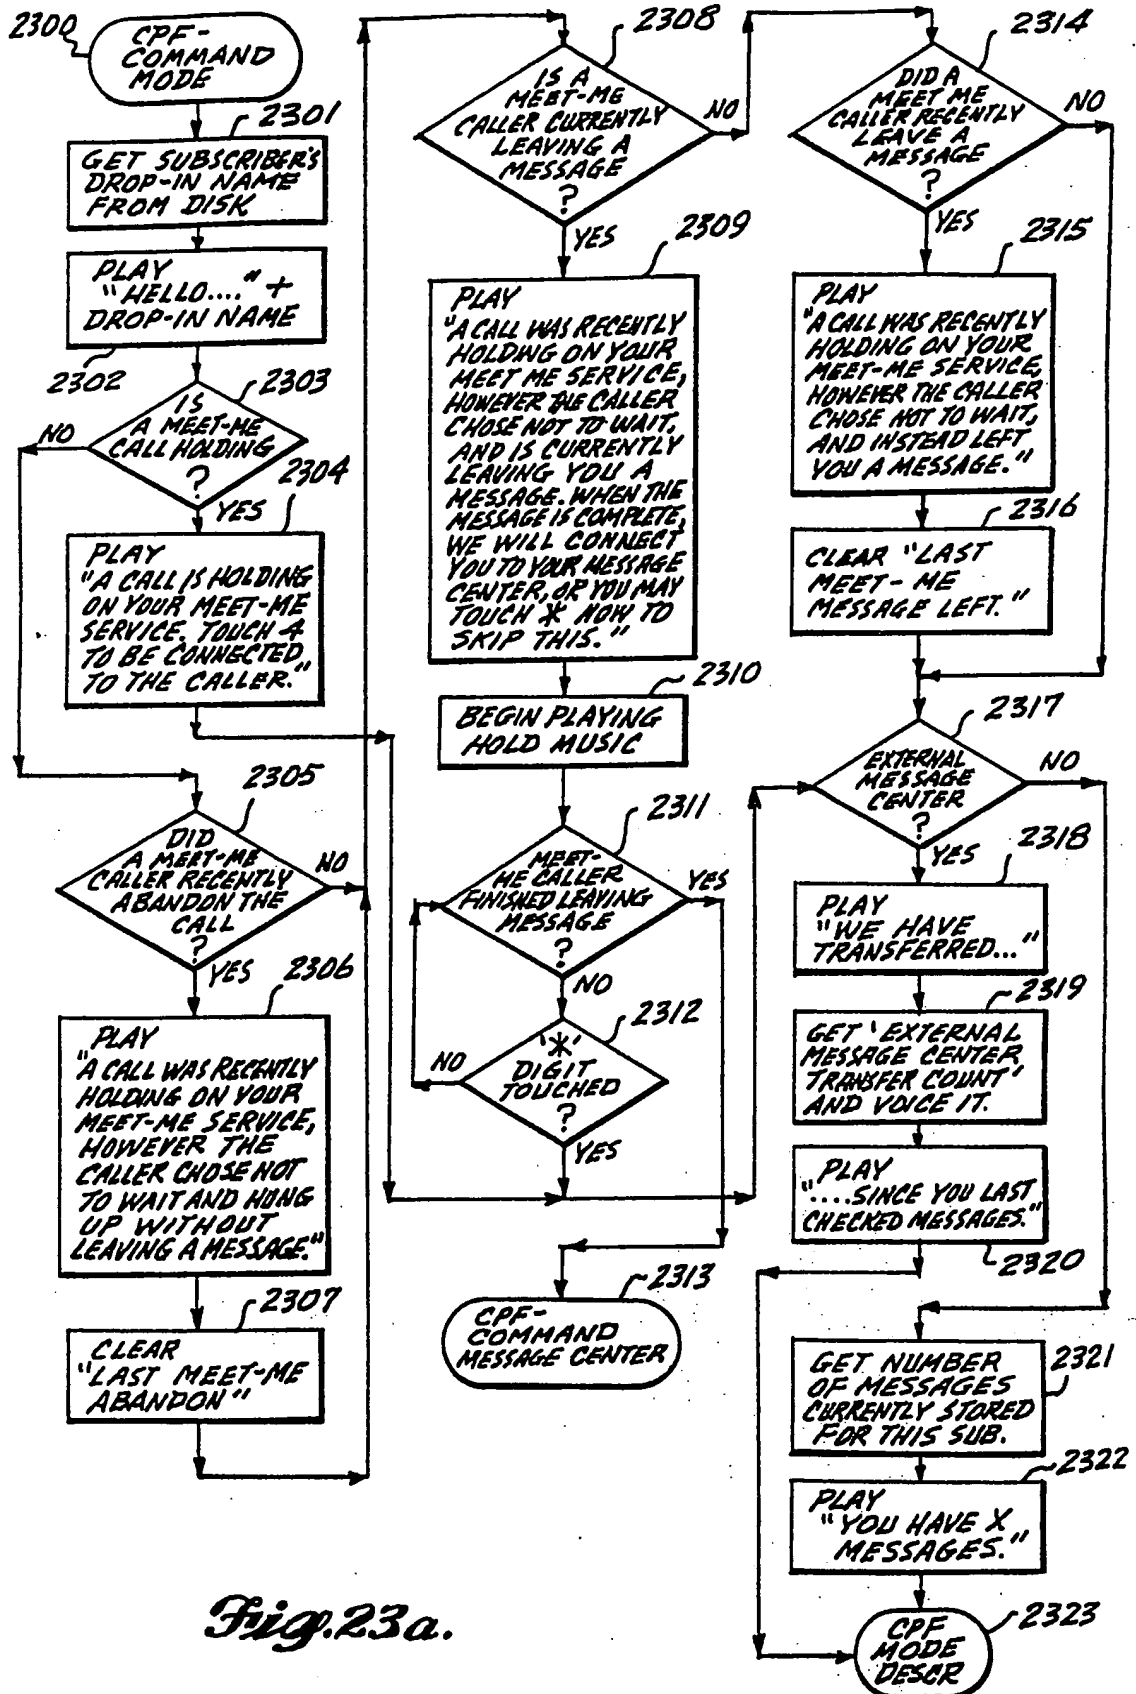 2300
CPF-
COMMAND
MODE
2301
GET SUBSCRIBER'S
DROP-IN NAME
FROM DISK
PLAY
"HELLO...." +
DROP-IN NAME
2302
2303
IS
A MEET-ME
CALL HOLDING
?
NO
YES
2304
PLAY
"A CALL IS HOLDING
ON YOUR MEET-ME
SERVICE. TOUCH 4
TO BE CONNECTED
TO THE CALLER."
2305
DID
A MEET-ME
CALLER RECENTLY
ABANDON THE
CALL
?
NO
YES
2306
PLAY
"A CALL WAS RECENTLY
HOLDING ON YOUR
MEET-ME SERVICE,
HOWEVER THE
CALLER CHOSE NOT
TO WAIT AND HUNG
UP WITHOUT
LEAVING A MESSAGE."
2307
CLEAR
"LAST MEET-ME
ABANDON"
2308
IS A
MEET-ME
CALLER CURRENTLY
LEAVING A
MESSAGE
?
NO
YES
2309
PLAY
"A CALL WAS RECENTLY
HOLDING ON YOUR
MEET ME SERVICE,
HOWEVER THE CALLER
CHOSE NOT TO WAIT,
AND IS CURRENTLY
LEAVING YOU A
MESSAGE. WHEN THE
MESSAGE IS COMPLETE,
WE WILL CONNECT
YOU TO YOUR MESSAGE
CENTER, OR YOU MAY
TOUCH * NOW TO
SKIP THIS."
2310
BEGIN PLAYING
HOLD MUSIC
2311
MEET-
ME CALLER
FINISHED LEAVING
MESSAGE
?
YES
NO
2312
'*'
DIGIT
TOUCHED
?
NO
YES
2313
CPF-
COMMAND
MESSAGE CENTER
2314
DID A
MEET ME
CALLER RECENTLY
LEAVE A
MESSAGE
?
NO
YES
2315
PLAY
"A CALL WAS RECENTLY
HOLDING ON YOUR
MEET-ME SERVICE,
HOWEVER THE CALLER
CHOSE NOT TO WAIT,
AND INSTEAD LEFT
YOU A MESSAGE."
2316
CLEAR "LAST
MEET-ME
MESSAGE LEFT."
2317
EXTERNAL
MESSAGE
CENTER
?
NO
YES
2318
PLAY
"WE HAVE
TRANSFERRED..."
2319
GET 'EXTERNAL
MESSAGE CENTER
TRANSFER COUNT'
AND VOICE IT.
PLAY
"....SINCE YOU LAST
CHECKED MESSAGES."
2320
GET NUMBER
OF MESSAGES
CURRENTLY STORED
FOR THIS SUB.
2321
2322
PLAY
"YOU HAVE X
MESSAGES."
2323
CPF
MODE
DESCR
Fig. 23a.